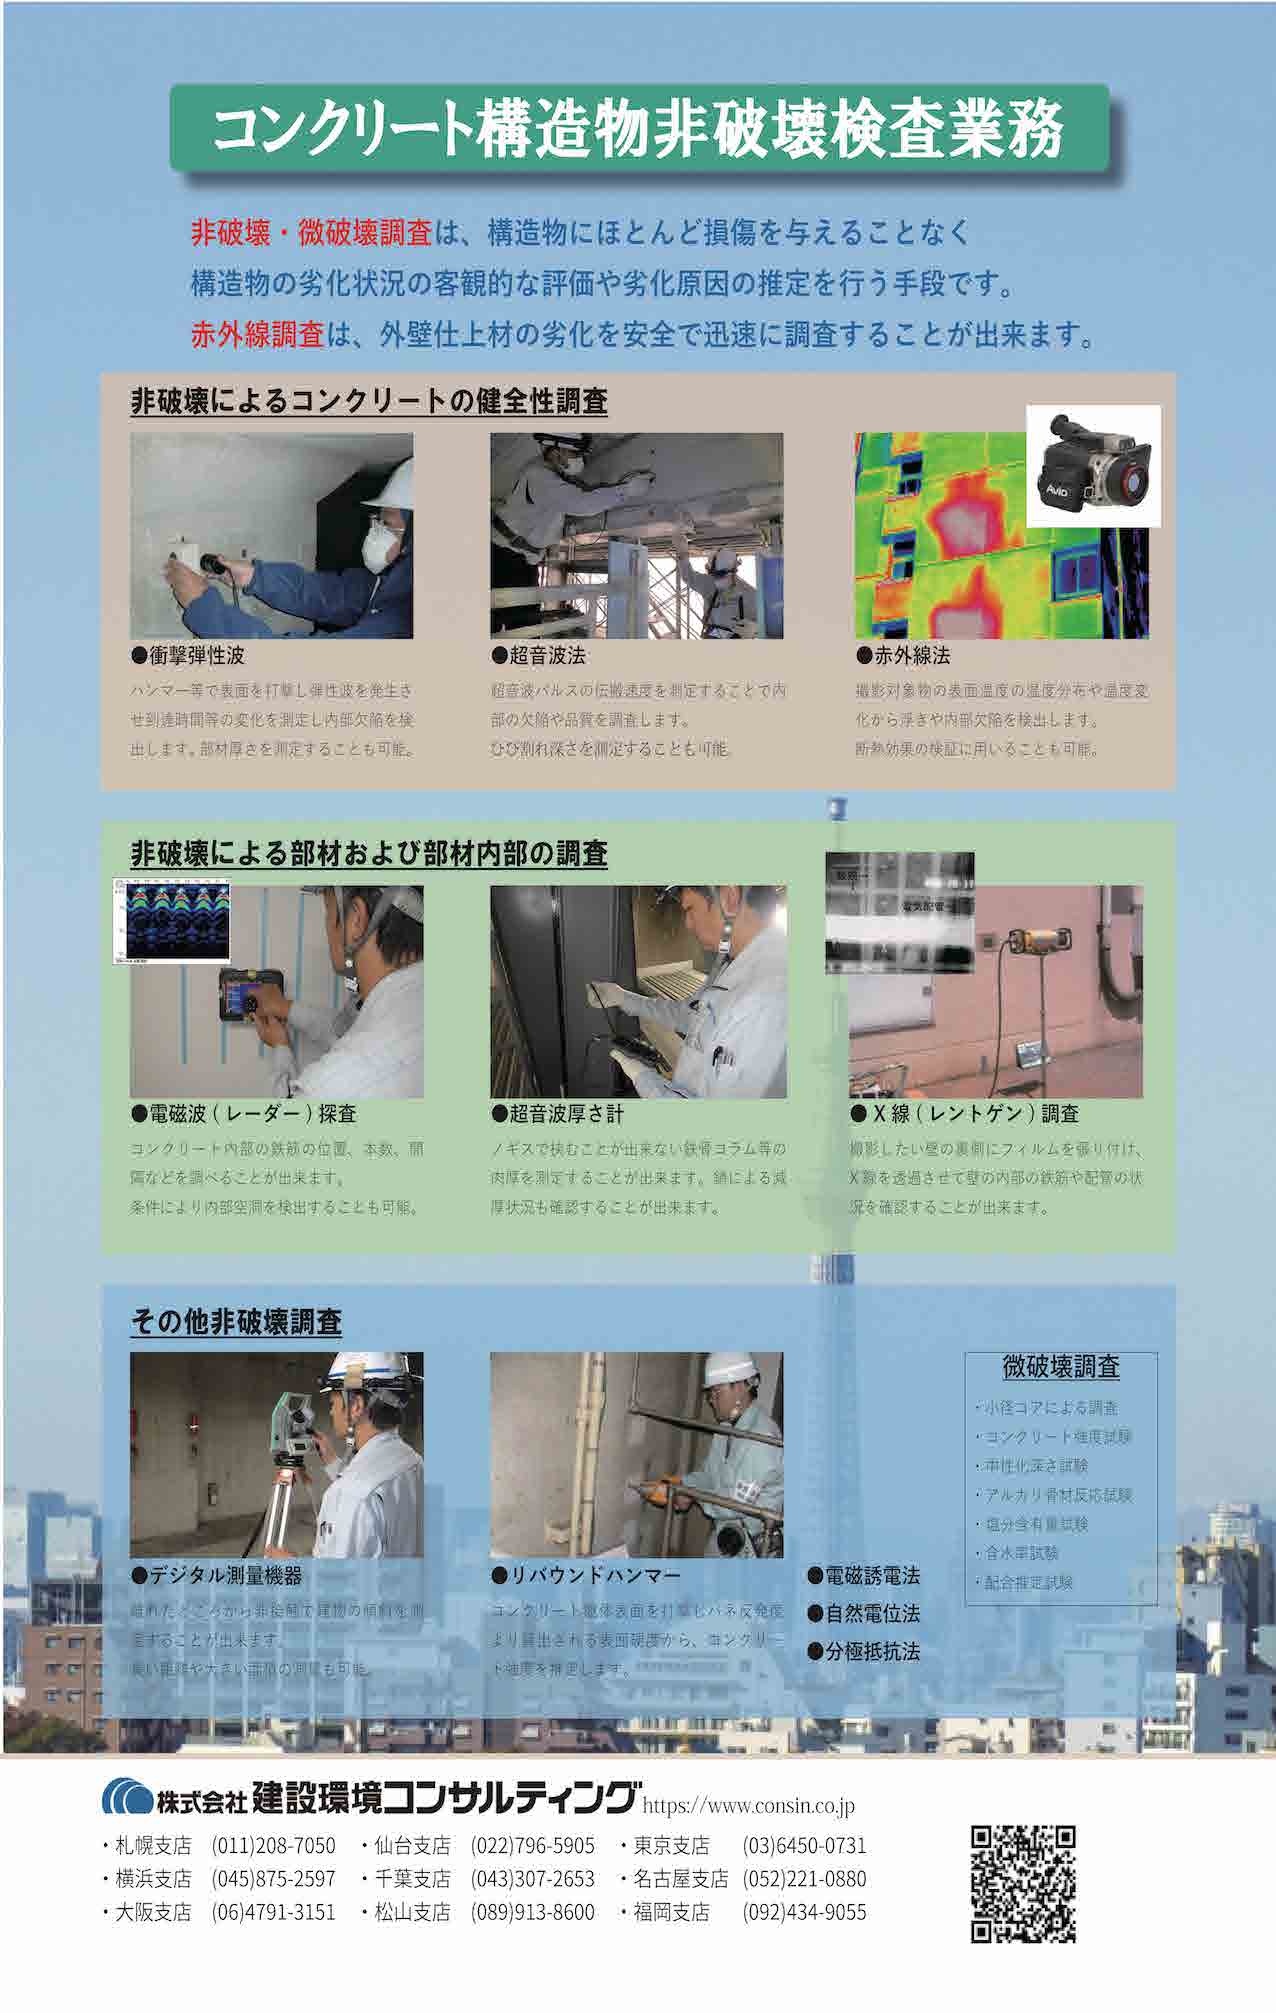 コンクリート構造物非破壊検査業務
非破壊・微破壊調査は、構造物にほとんど損傷を与えることなく
構造物の劣化状況の客観的な評価や劣化原因の推定を行う手段です。
赤外線調査は、外壁仕上材の劣化を安全で迅速に調査することが出来ます。
非破壊によるコンクリートの健全性調査
Avio
●衝撃弾性波
ハンマー等で表面を打撃し弾性波を発生さ
せ到達時間等の変化を測定し内部欠陥を検
出します。部材厚さを測定することも可能。
●超音波法
超音波パルスの伝搬速度を測定することで内
部の欠陥や品質を調査します。
ひび割れ深さを測定することも可能
●赤外線法
撮影対象物の表面温度の温度分布や温度変
化から浮きや内部欠陥を検出します。
断熱効果の検証に用いることも可能。
非破壊による部材および部材内部の調査
鉄筋→
電気配管→
●電磁波(レーダー)探査
コンクリート内部の鉄筋の位置、本数、間
隔などを調べることが出来ます。
条件により内部空洞を検出することも可能。
●超音波厚さ計
ノギスで挟むことが出来ない鉄骨コラム等の
肉厚を測定することが出来ます。錆による減
厚状況も確認することが出来ます。
●X線(レントゲン)調査
撮影したい壁の裏側にフィルムを張り付け、
X線を透過させて壁の内部の鉄筋や配管の状
況を確認することが出来ます。
その他非破壊調査
●デジタル測量機器
離れたところから非接触で建物の傾斜を測
定することが出来ます。
長い距離や大きい面積の測量も可能。
●リバウンドハンマー
コンクリート躯体表面を打撃しバネ反発度
より算出される表面硬度から、コンクリー
ト強度を推定します。
●電磁誘電法
●自然電位法
●分極抵抗法
微破壊調査
・小径コアによる調査
・コンクリート強度試験
・中性化深さ試験
・アルカリ骨材反応試験
・塩分含有量試験
・含水率試験
・配合推定試験
株式会社 建設環境コンサルティング https://www.consin.co.jp
・札幌支店 (011)208-7050 ・仙台支店 (022)796-5905 ・東京支店 (03)6450-0731
・横浜支店 (045)875-2597 ・千葉支店 (043)307-2653 ・名古屋支店 (052)221-0880
・大阪支店 (06)4791-3151 ・松山支店 (089)913-8600 ・福岡支店 (092)434-9055